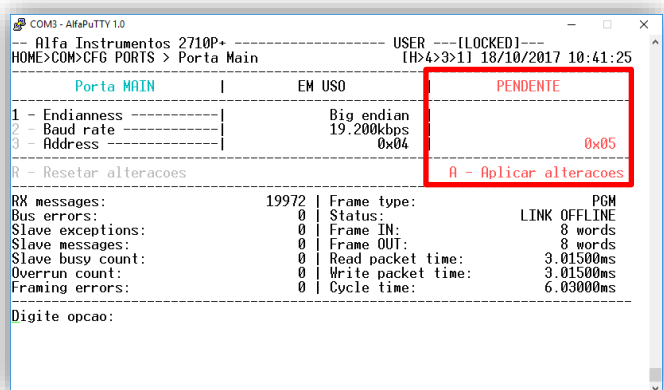 COM3 - AlfaPuTTY 1.0
-- Alfa Instrumentos 2710P+ -------------------- USER ---[LOCKED]---
HOME>COM>CFG PORTS > Porta Main [H>4>3>1] 18/10/2017 10:41:25
Porta MAIN | EM USO | PENDENTE
1 - Endianness -----------| Big endian |
2 - Baud rate ------------| 19.200kbps |
3 - Address --------------| 0x04 | 0x05
R - Resetar alteracoes A - Aplicar alteracoes
RX messages: 19972 | Frame type: PGM
Bus errors: 0 | Status: LINK OFFLINE
Slave exceptions: 0 | Frame IN: 8 words
Slave messages: 0 | Frame OUT: 8 words
Slave busy count: 0 | Read packet time: 3.01500ms
Overrun count: 0 | Write packet time: 3.01500ms
Framing errors: 0 | Cycle time: 6.03000ms
Digite opcao: